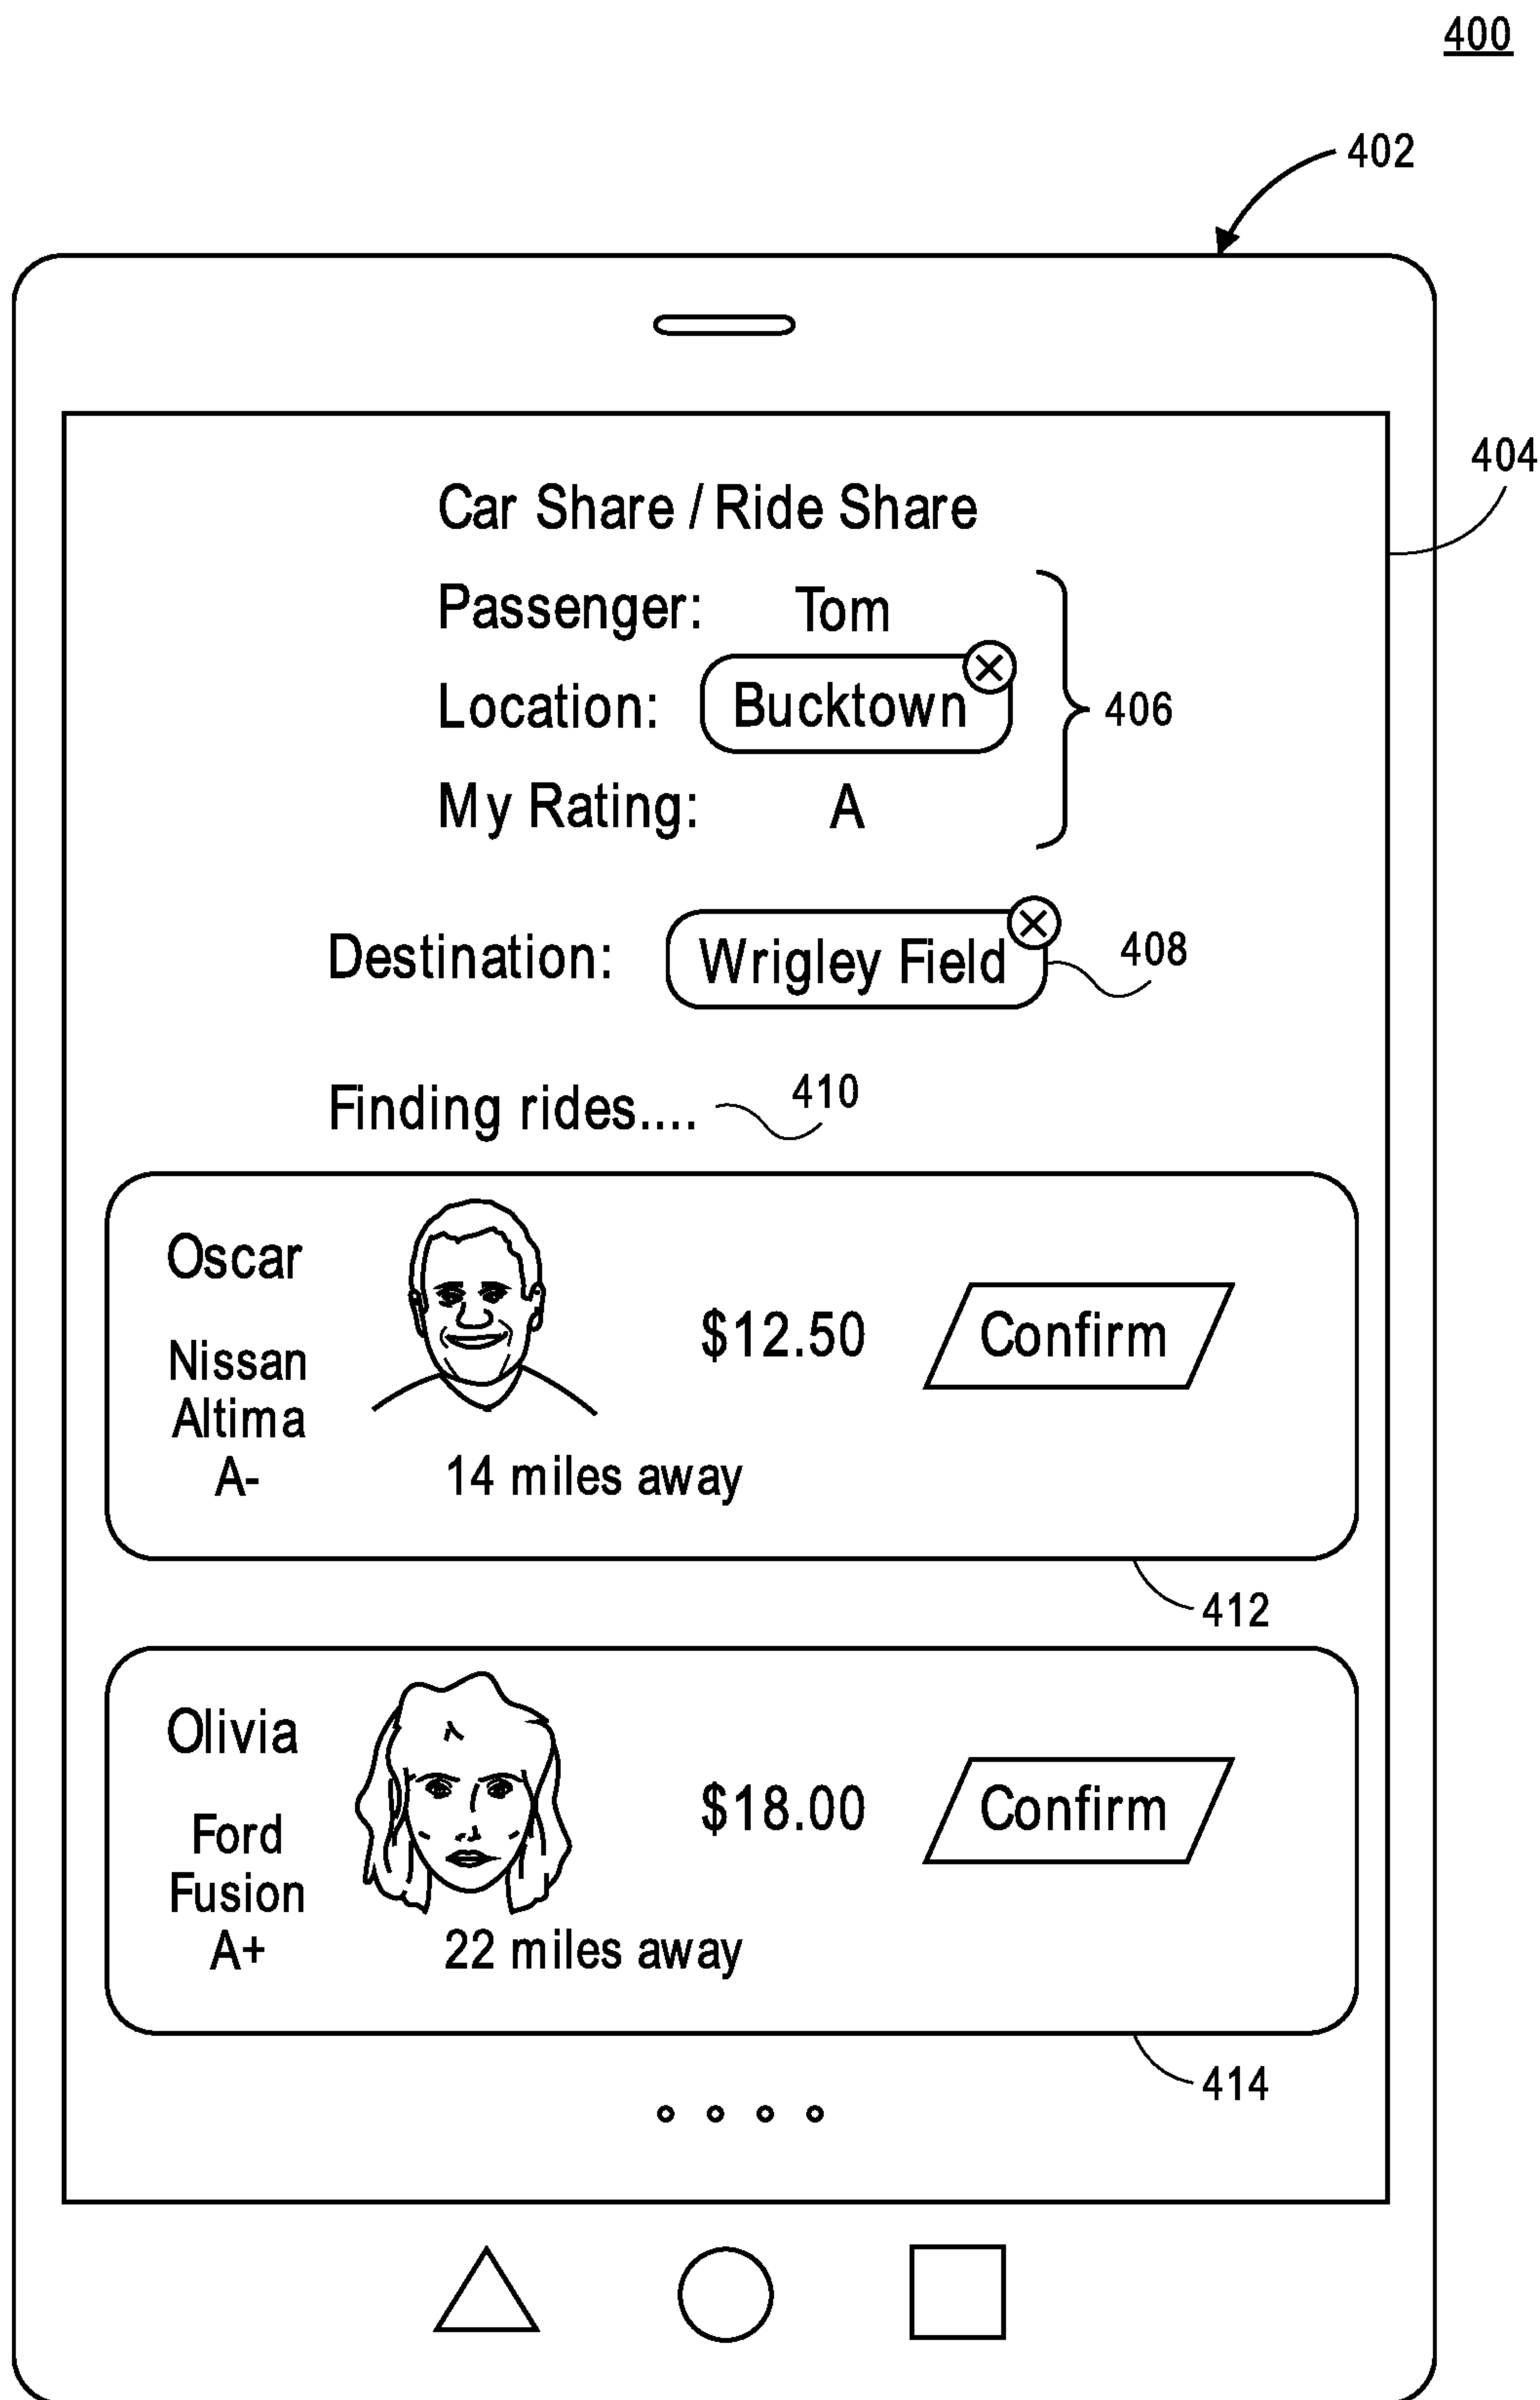 400
402
404
Car Share / Ride Share
Passenger: Tom
Location: Bucktown
406
My Rating: A
Destination: Wrigley Field
408
Finding rides....
410
Oscar
Nissan
Altima
A-
$12.50
Confirm
14 miles away
412
Olivia
Ford
Fusion
A+
$18.00
Confirm
22 miles away
414